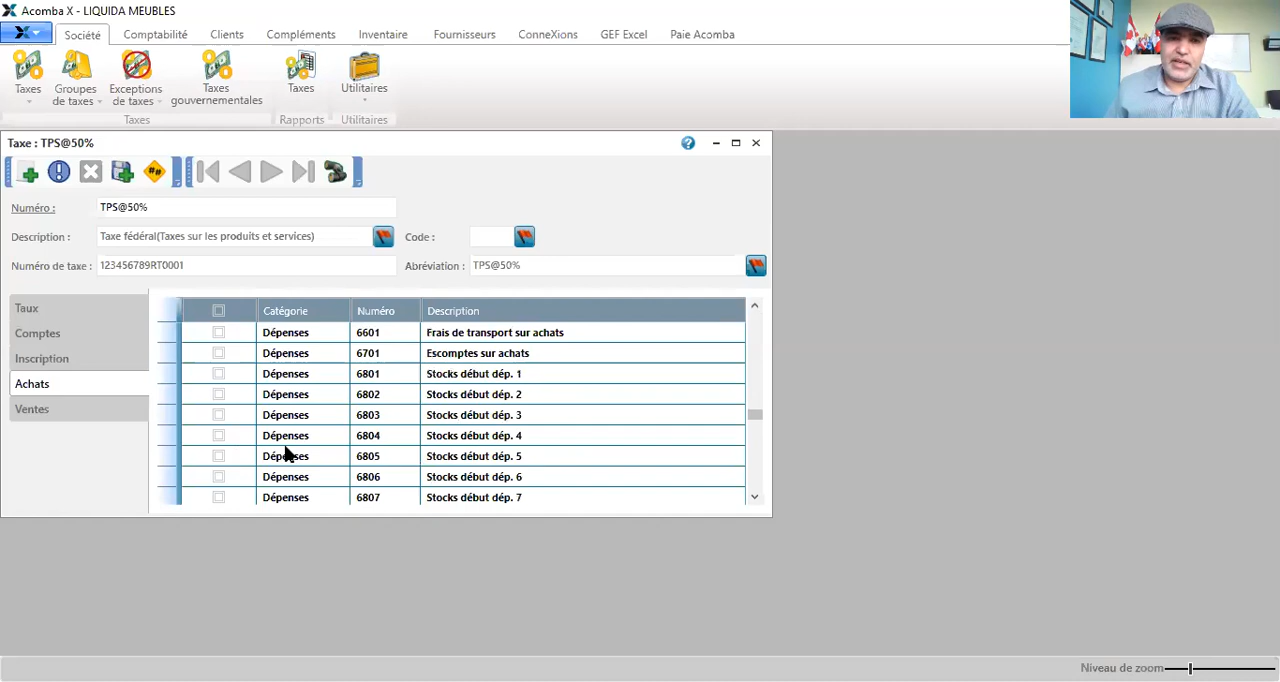 Acomba X - LIQUIDA MEUBLES
X Société Comptabilité Clients Compléments Inventaire Fournisseurs ConneXions GEF Excel Paie Acomba
Taxes Groupes de taxes Exceptions de taxes Taxes gouvernementales Taxes Utilitaires
Taxes Rapports Utilitaires
Taxe : TPS@50%
Numéro : TPS@50%
Description : Taxe fédéral(Taxes sur les produits et services) Code :
Numéro de taxe : 123456789RT0001 Abréviation : TPS@50%
Taux
Comptes
Inscription
Achats
Ventes
Catégorie Numéro Description
Dépenses 6601 Frais de transport sur achats
Dépenses 6701 Escomptes sur achats
Dépenses 6801 Stocks début dép. 1
Dépenses 6802 Stocks début dép. 2
Dépenses 6803 Stocks début dép. 3
Dépenses 6804 Stocks début dép. 4
Dépenses 6805 Stocks début dép. 5
Dépenses 6806 Stocks début dép. 6
Dépenses 6807 Stocks début dép. 7
Niveau de zoom